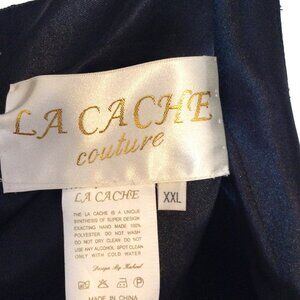 LA CACHE
couture
LA CACHE
XXL
THE LA CACHE IS A UNIQUE
SYNTHESIS OF SUPER DESIGN
EXACTING HAND MADE 100%
POLYESTER. DO NOT WASH
DO NOT DRY CLEAN. DO NOT
USE ANY ALCOHOL SPOT CLEAN
ONLY WITH COLD WATER
Design By
MADE IN CHINA